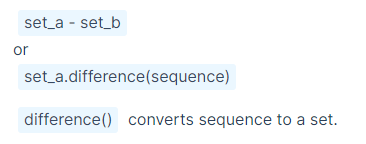 set_a - set_b
or
set_a.difference(sequence)
difference() converts sequence to a set.